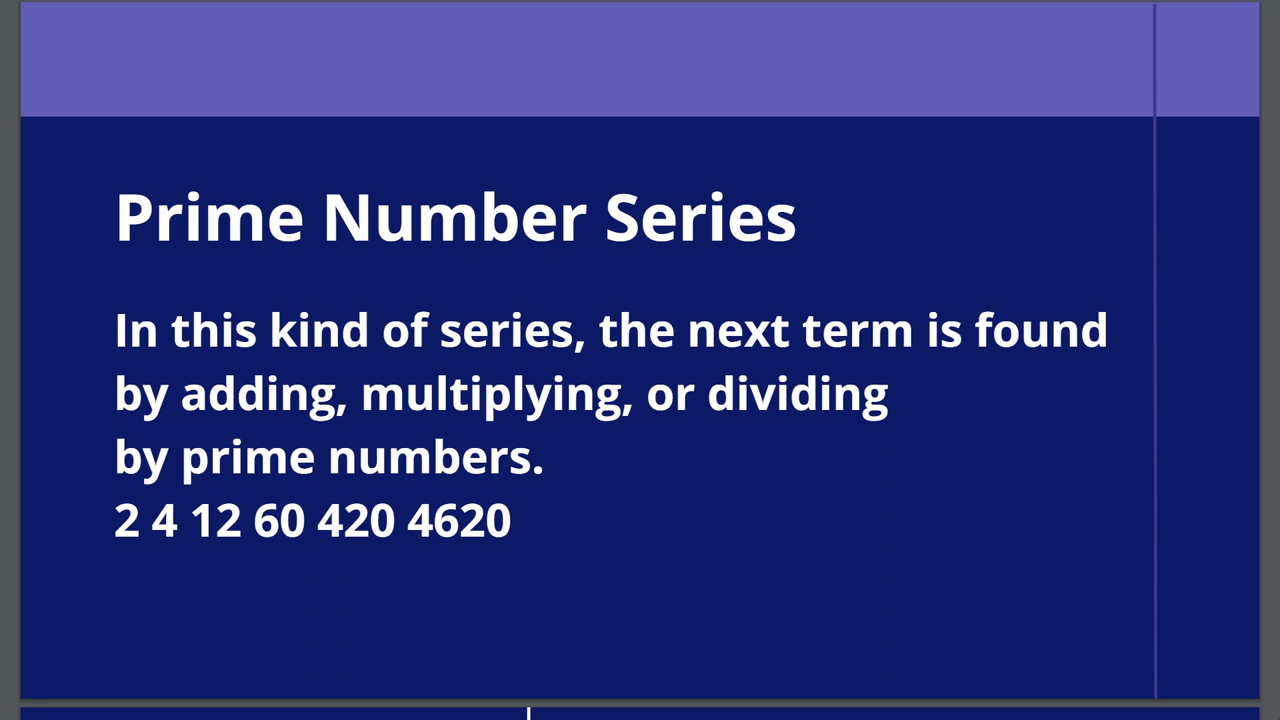 Prime Number Series
In this kind of series, the next term is found
by adding, multiplying, or dividing
by prime numbers.
2 4 12 60 420 4620